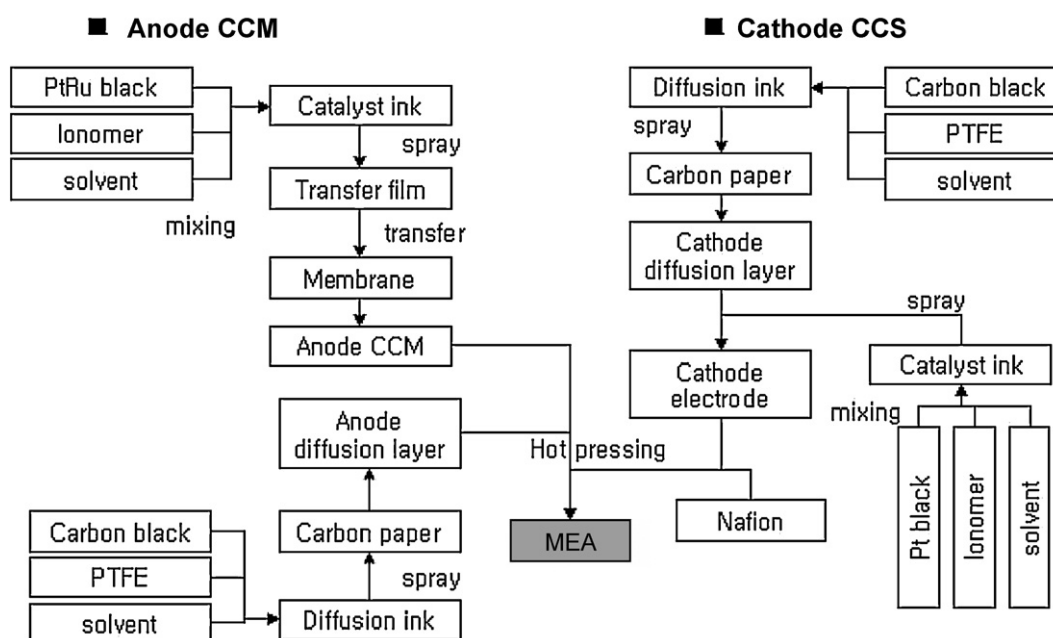 ■ Anode CCM
PtRu black
Ionomer
solvent
mixing
Catalyst ink
spray
Transfer film
transfer
Membrane
Anode CCM
Anode
diffusion layer
Carbon paper
spray
Diffusion ink
Carbon black
PTFE
solvent
■ Cathode CCS
Diffusion ink
spray
Carbon black
PTFE
solvent
Carbon paper
Cathode
diffusion layer
spray
Cathode
electrode
Catalyst ink
mixing
Pt black
Ionomer
solvent
Hot pressing
Nafion
MEA